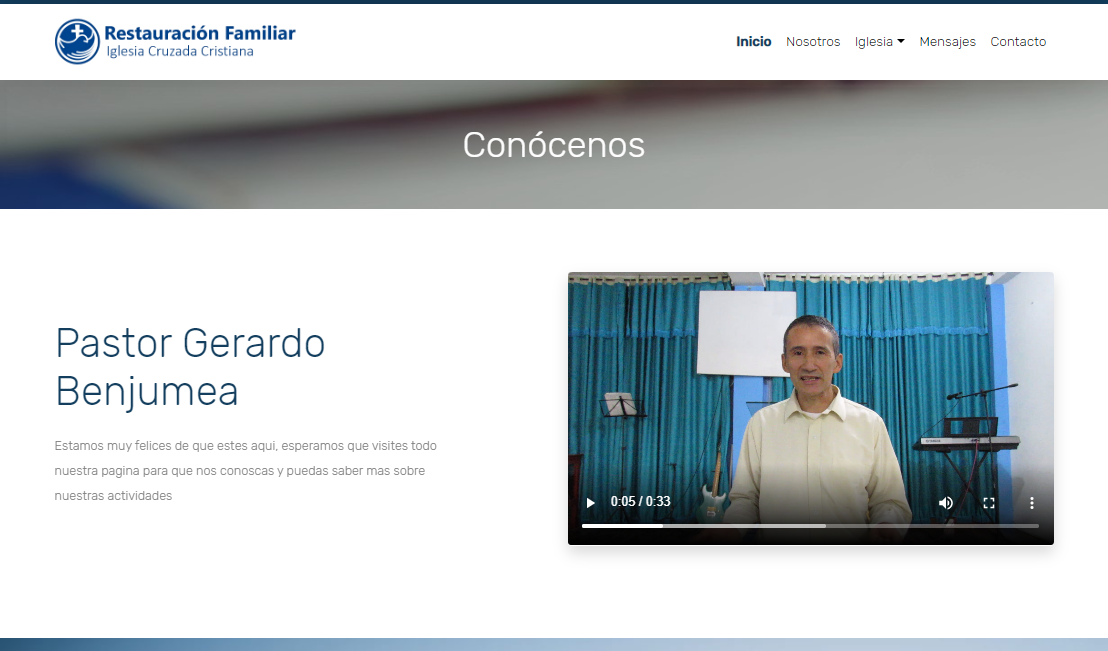 Restauración Familiar
Iglesia Cruzada Cristiana
Inicio Nosotros Iglesia Mensajes Contacto
Conócenos
Pastor Gerardo
Benjumea
Estamos muy felices de que estes aqui, esperamos que visites todo
nuestra pagina para que nos conoscas y puedas saber mas sobre
nuestras actividades
0:05 / 0:33